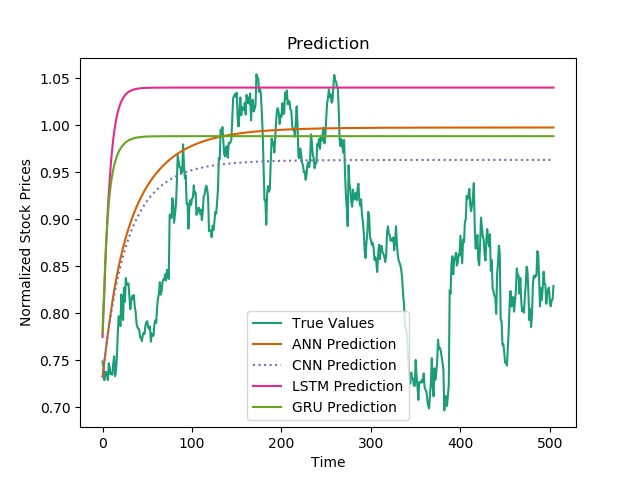 Prediction
Normalized Stock Prices
1.05
1.00
0.95
0.90
0.85
0.80
0.75
0.70
True Values
ANN Prediction
CNN Prediction
LSTM Prediction
GRU Prediction
0 100 200 300 400 500
Time